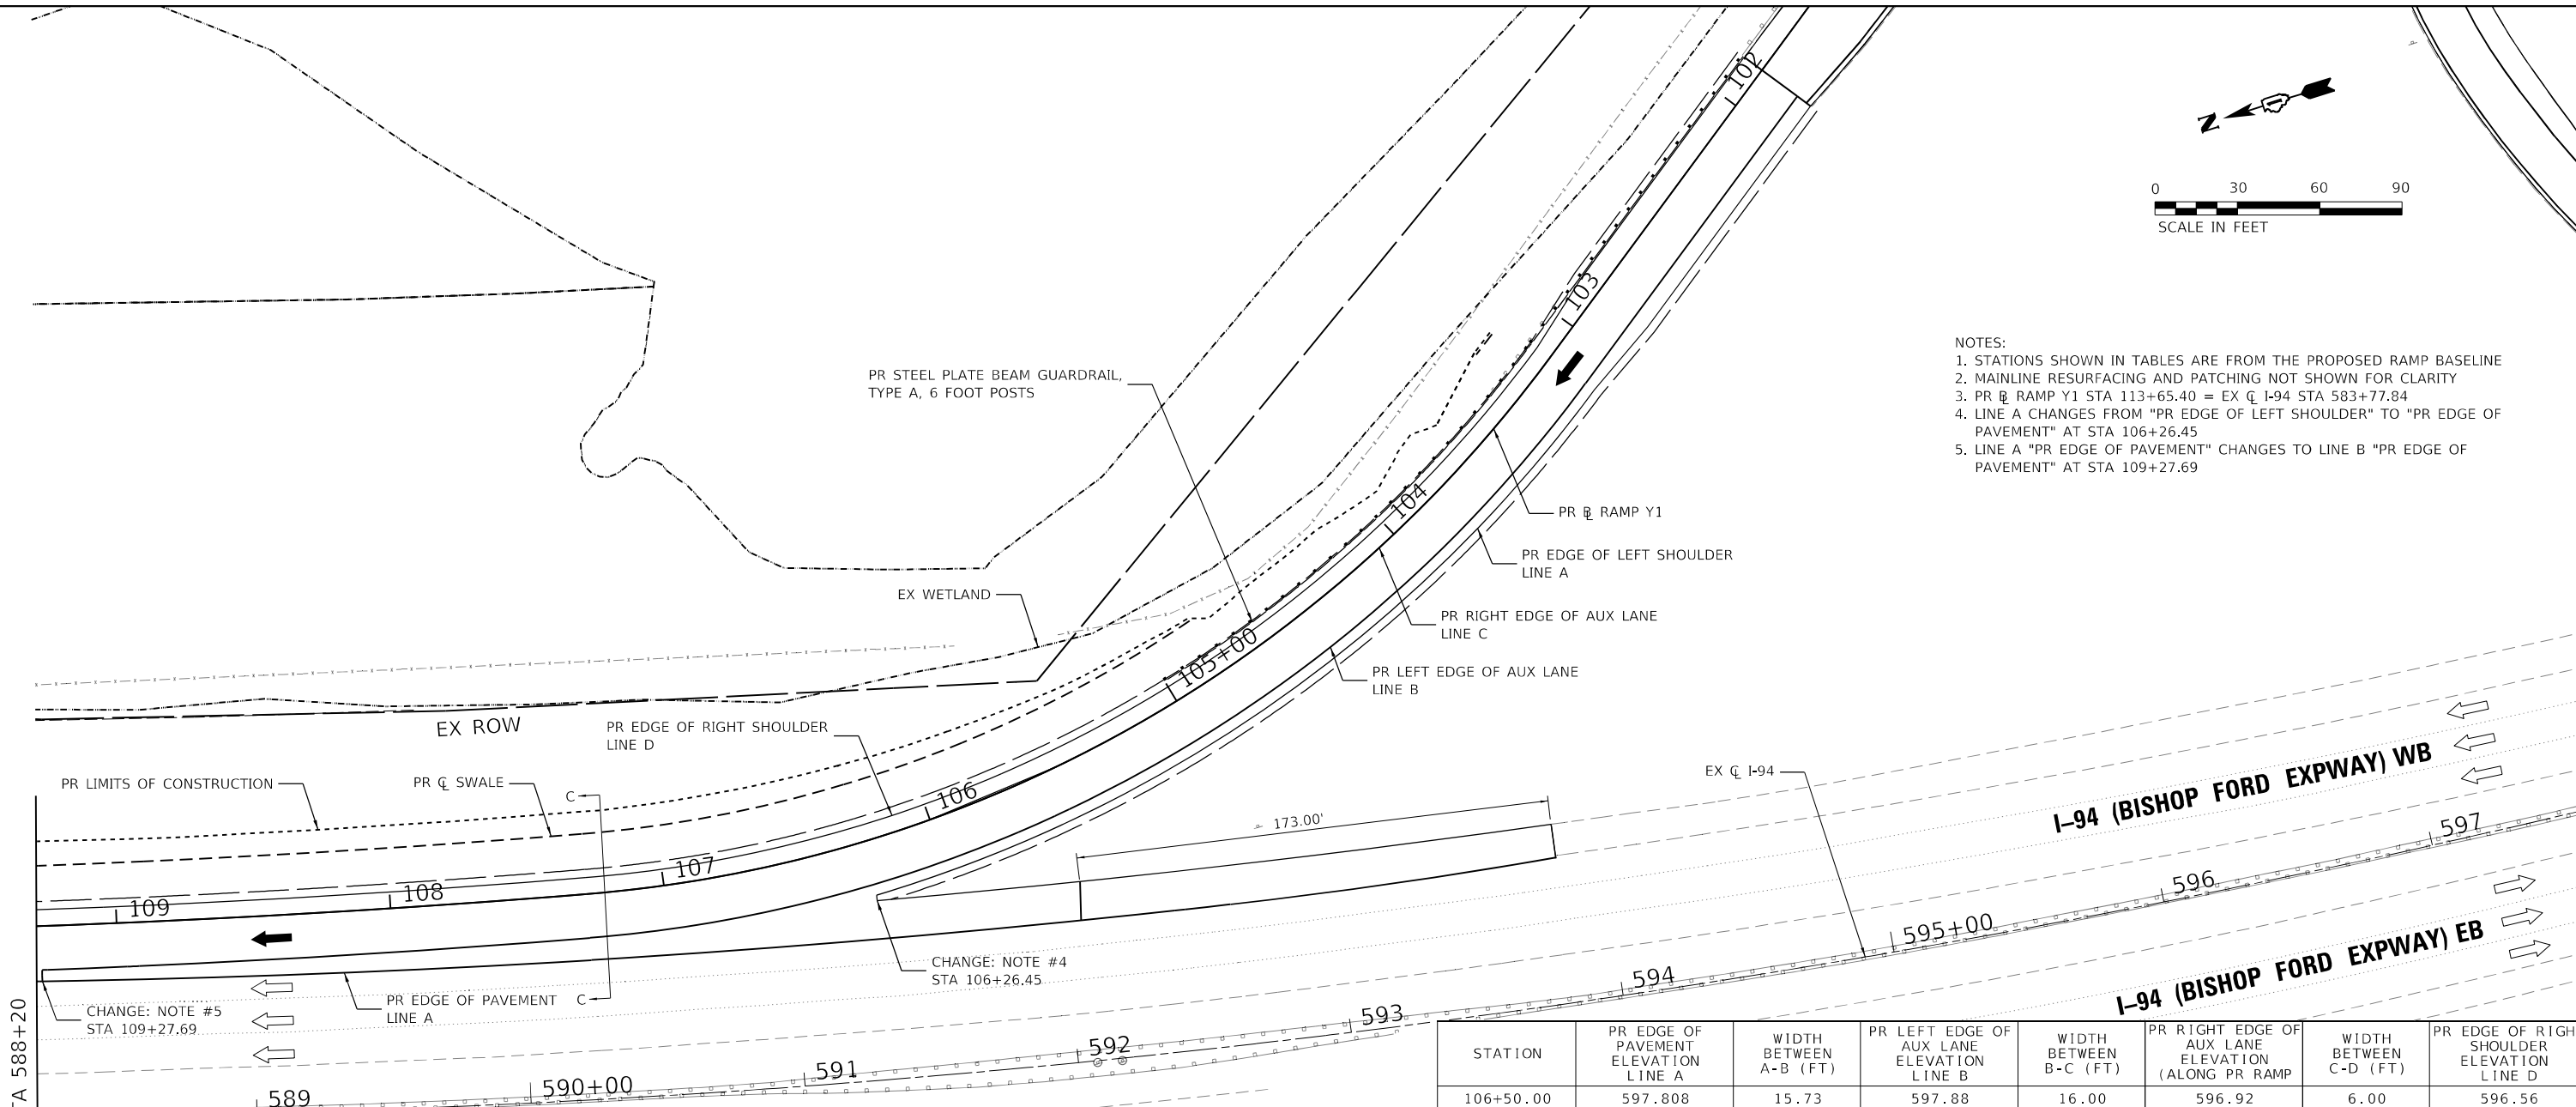 102
N
0 30 60 90
SCALE IN FEET
103
NOTES:
1. STATIONS SHOWN IN TABLES ARE FROM THE PROPOSED RAMP BASELINE
2. MAINLINE RESURFACING AND PATCHING NOT SHOWN FOR CLARITY
3. PR BL RAMP Y1 STA 113+65.40 = EX CL I-94 STA 583+77.84
4. LINE A CHANGES FROM "PR EDGE OF LEFT SHOULDER" TO "PR EDGE OF
PAVEMENT" AT STA 106+26.45
5. LINE A "PR EDGE OF PAVEMENT" CHANGES TO LINE B "PR EDGE OF
PAVEMENT" AT STA 109+27.69
PR STEEL PLATE BEAM GUARDRAIL,
TYPE A, 6 FOOT POSTS
104
PR BL RAMP Y1
PR EDGE OF LEFT SHOULDER
LINE A
EX WETLAND
PR RIGHT EDGE OF AUX LANE
LINE C
105+00
PR LEFT EDGE OF AUX LANE
LINE B
EX ROW
PR EDGE OF RIGHT SHOULDER
LINE D
PR LIMITS OF CONSTRUCTION
PR CL SWALE
C
106
EX CL I-94
I-94 (BISHOP FORD EXPWAY) WB
173.00'
597
107
108
109
596
595+00
I-94 (BISHOP FORD EXPWAY) EB
CHANGE: NOTE #4
STA 106+26.45
594
PR EDGE OF PAVEMENT
LINE A
C
CHANGE: NOTE #5
STA 109+27.69
593
592
591
590+00
589
TA 588+20
STATION
PR EDGE OF
PAVEMENT
ELEVATION
LINE A
WIDTH
BETWEEN
A-B (FT)
PR LEFT EDGE OF
AUX LANE
ELEVATION
LINE B
WIDTH
BETWEEN
B-C (FT)
PR RIGHT EDGE OF
AUX LANE
ELEVATION
(ALONG PR RAMP
WIDTH
BETWEEN
C-D (FT)
PR EDGE OF RIGH
SHOULDER
ELEVATION
LINE D
106+50.00 597.808 15.73 597.88 16.00 596.92 6.00 596.56